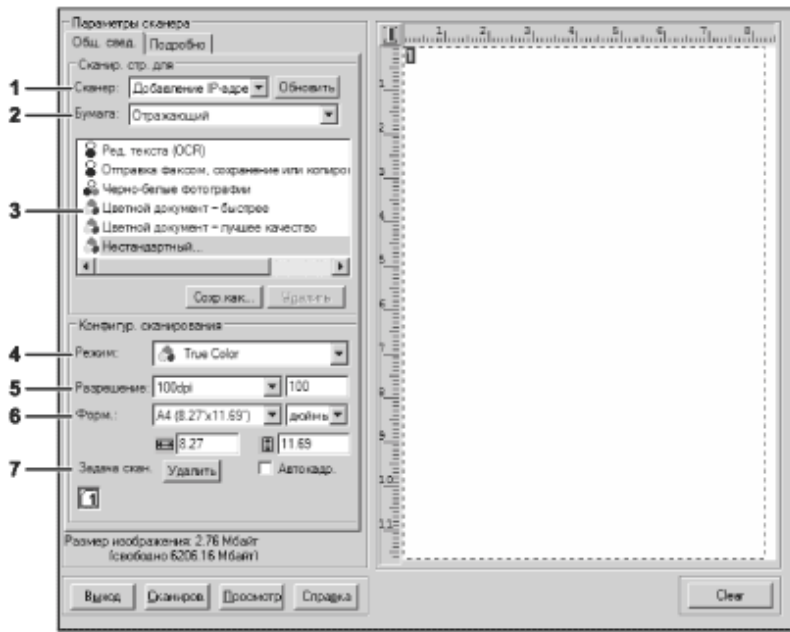 Параметры сканера
Общ. свед. Подробно
Сканир. стр. для
1 Сканер: Добавление IP-адре Обновить
2 Бумага: Отражающий
Ред. текста (OCR)
Отправка факсом, сохранение или копиро
Черно-белые фотографии
3 Цветной документ – быстрее
Цветной документ – лучшее качество
Нестандартный...
Сохр.как... Удалить
Конфигур. сканирования
4 Режим: True Color
5 Разрешение: 100dpi 100
6 Форм.: A4 (8.27"x11.69") дюймь
8.27 11.69
7 Задача скан. Удалить Автокадр.
1
Размер изображения: 2.76 Мбайт
(свободно 6206.16 Мбайт)
Выход Сканиров. Просмотр Справка
1 2 3 4 5 6 7 8
1
1
2
3
4
5
6
7
8
9
10
11
Clear